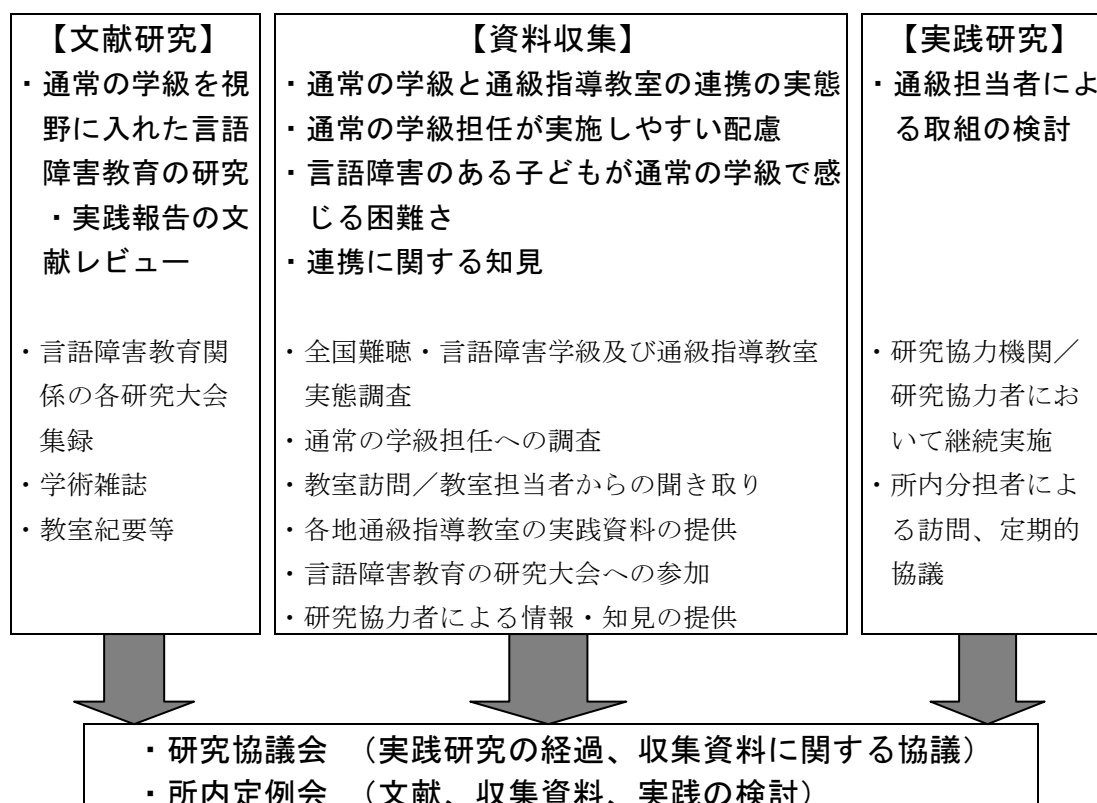 【文献研究】
・通常の学級を視
野に入れた言語
障害教育の研究
・実践報告の文
献レビュー
・言語障害教育関
係の各研究大会
集録
・学術雑誌
・教室紀要等
【資料収集】
・通常の学級と通級指導教室の連携の実態
・通常の学級担任が実施しやすい配慮
・言語障害のある子どもが通常の学級で感
じる困難さ
・連携に関する知見
・全国難聴・言語障害学級及び通級指導教室
実態調査
・通常の学級担任への調査
・教室訪問／教室担当者からの聞き取り
・各地通級指導教室の実践資料の提供
・言語障害教育の研究大会への参加
・研究協力者による情報・知見の提供
【実践研究】
・通級担当者によ
る取組の検討
・研究協力機関／
研究協力者にお
いて継続実施
・所内分担者によ
る訪問、定期的
協議
・研究協議会　（実践研究の経過、収集資料に関する協議）
・所内定例会　（文献、収集資料、実践の検討）